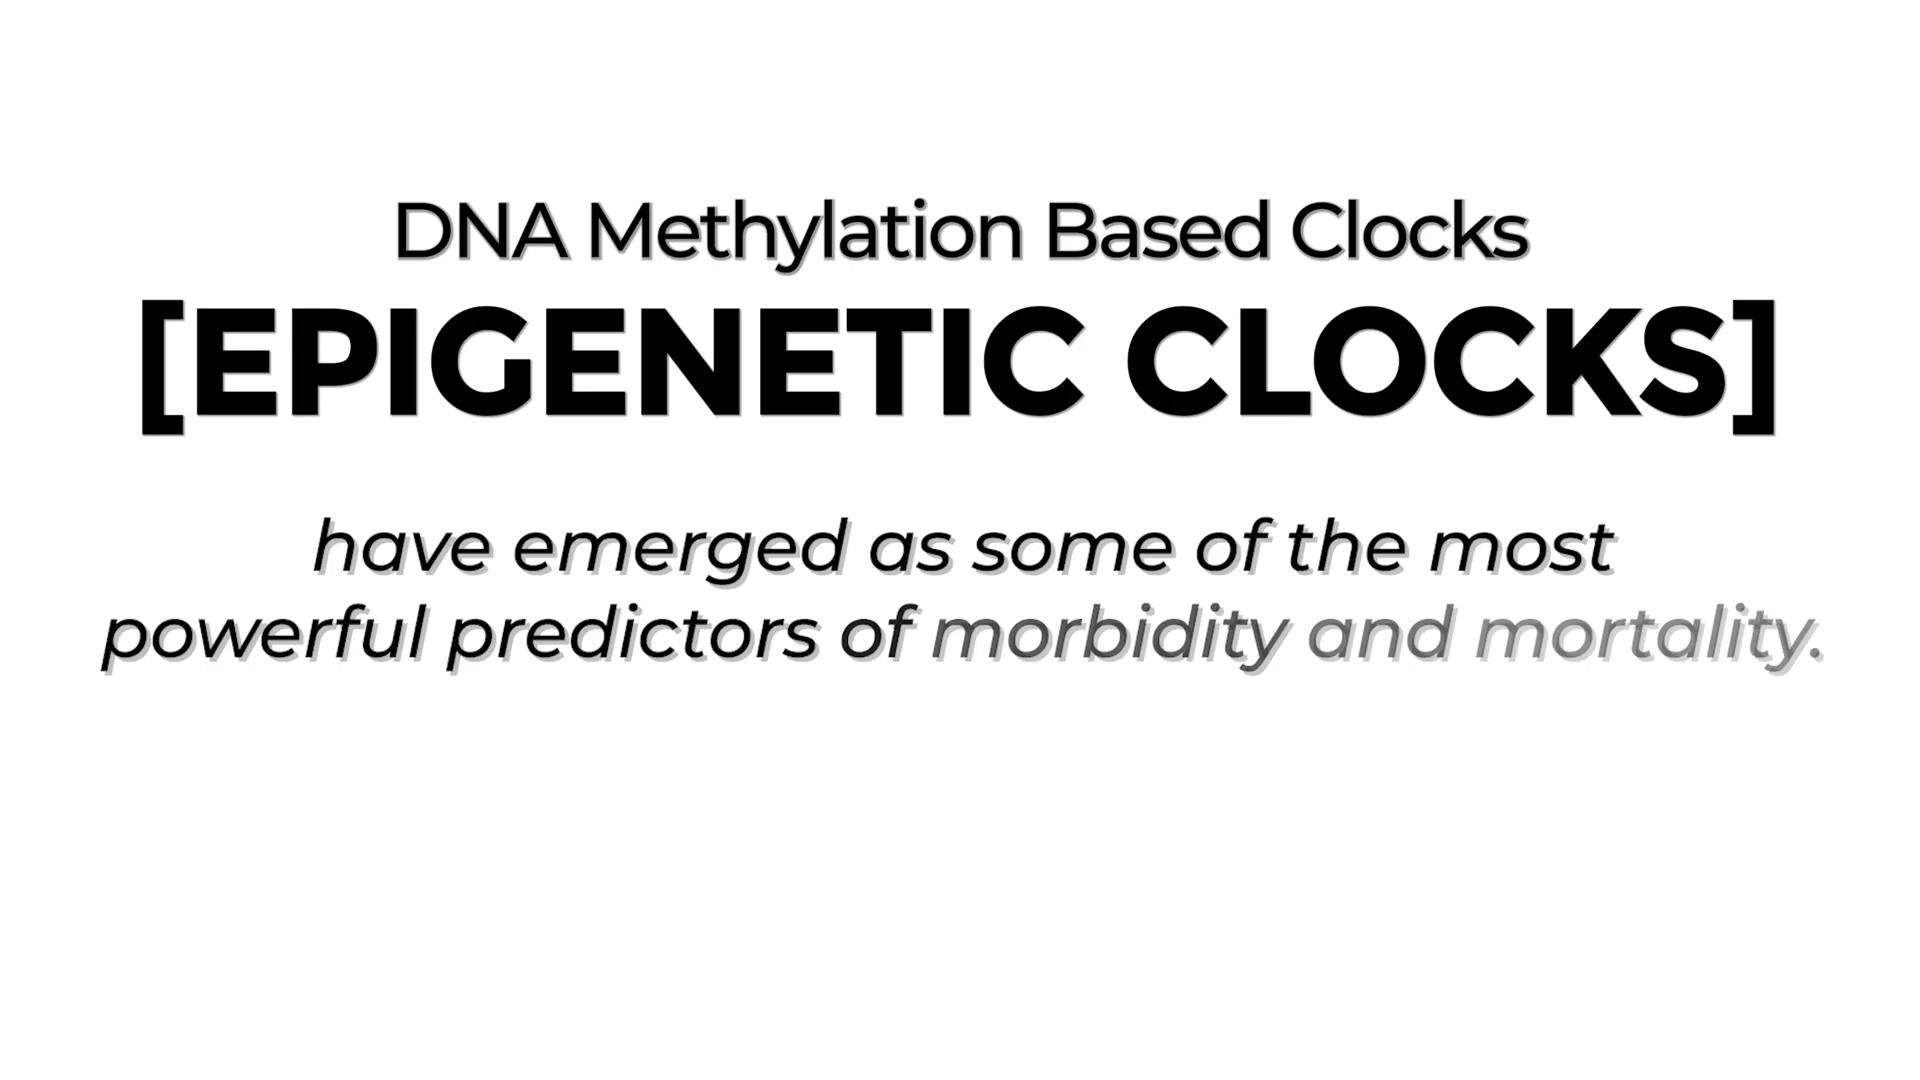 DNA Methylation Based Clocks
[EPIGENETIC CLOCKS]
have emerged as some of the most
powerful predictors of morbidity and mortality.